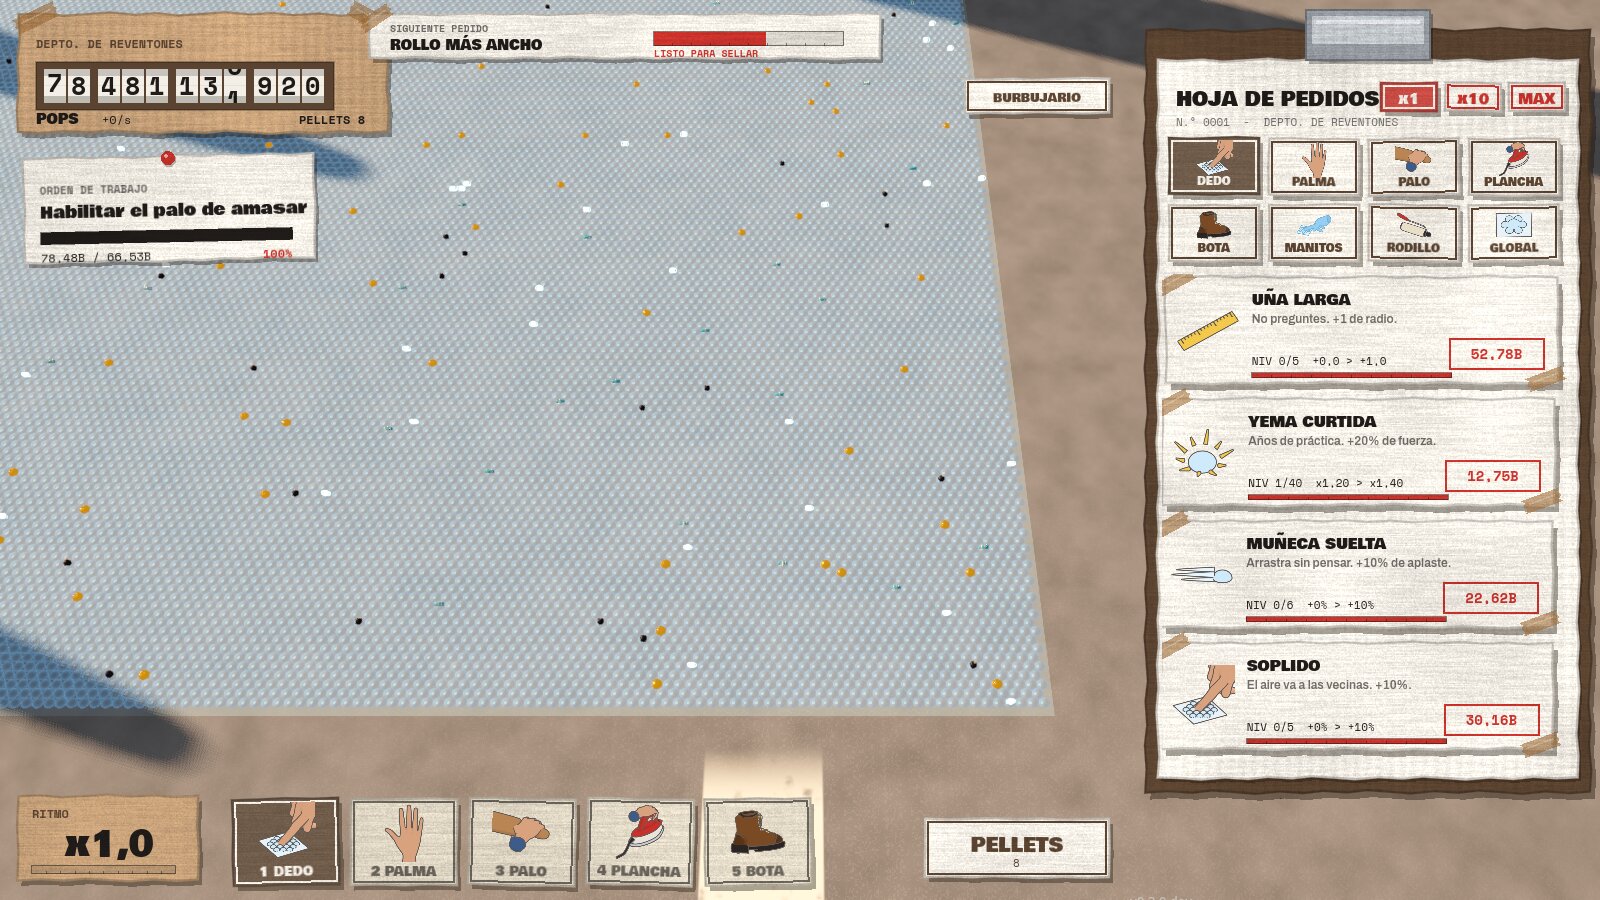 DEPTO. DE REVENTONES
POPS
+0/s
PELLETS 8
SIGUIENTE PEDIDO
ROLLO MÁS ANCHO
LISTO PARA SELLAR
BURBUJARIO
ORDEN DE TRABAJO
Habilitar el palo de amasar
78,48B / 66,53B
100%
HOJA DE PEDIDOS
x1
x10
MAX
N.° 0001 - DEPTO. DE REVENTONES
DEDO
PALMA
PALO
PLANCHA
BOTA
MANITOS
RODILLO
GLOBAL
UÑA LARGA
No preguntes. +1 de radio.
NIV 0/5 +0,0 > +1,0
52,78B
YEMA CURTIDA
Años de práctica. +20% de fuerza.
NIV 1/40 x1,20 > x1,40
12,75B
MUÑECA SUELTA
Arrastra sin pensar. +10% de aplaste.
NIV 0/6 +0% > +10%
22,62B
SOPLIDO
El aire va a las vecinas. +10%.
NIV 0/5 +0% > +10%
30,16B
RITMO
x1,0
1 DEDO
2 PALMA
3 PALO
4 PLANCHA
5 BOTA
PELLETS
8